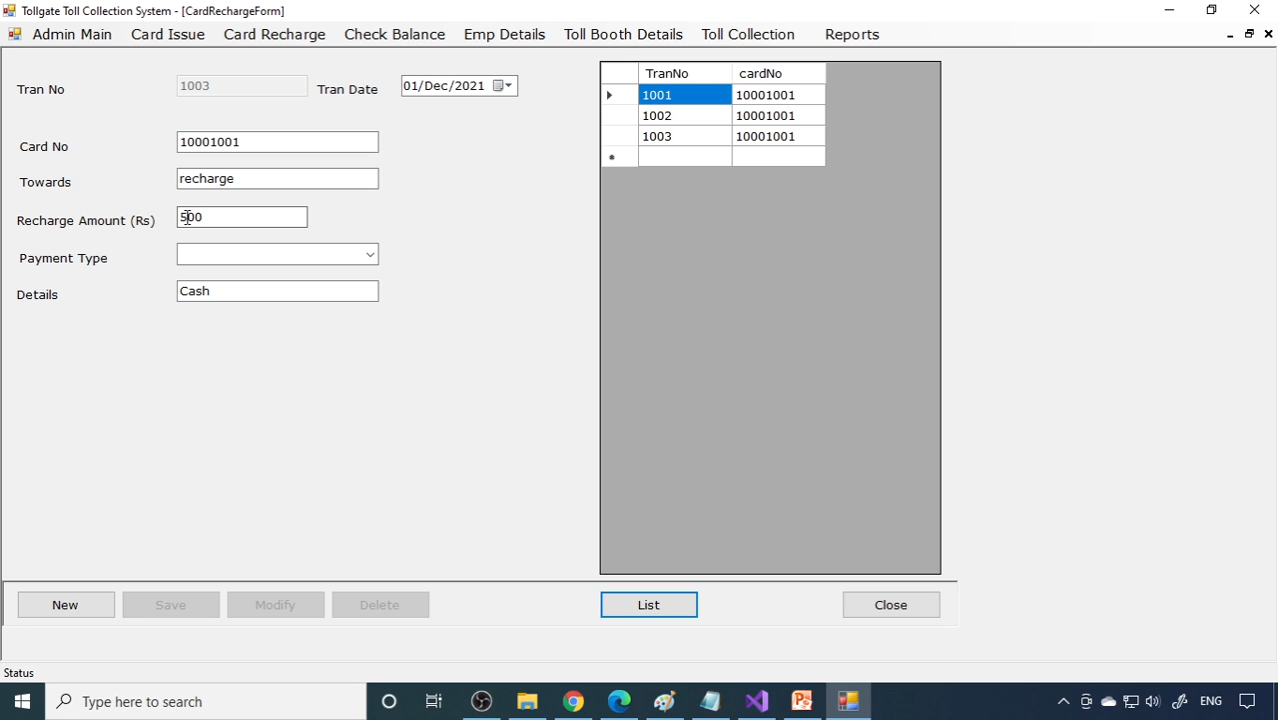 Tollgate Toll Collection System - [CardRechargeForm]
Admin Main Card Issue Card Recharge Check Balance Emp Details Toll Booth Details Toll Collection Reports
Tran No 1003 Tran Date 01/Dec/2021
Card No 10001001
Towards recharge
Recharge Amount (Rs) 500
Payment Type
Details Cash
TranNo cardNo
1001 10001001
1002 10001001
1003 10001001
New Save Modify Delete List Close
Status
Type here to search
ENG